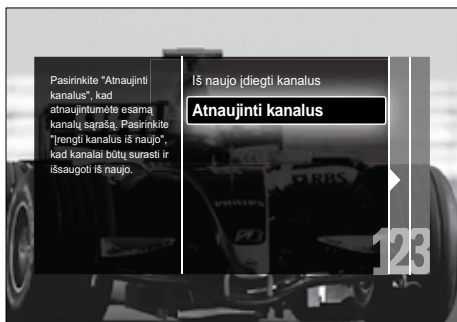 Pasirinkite "Atnaujinti
kanalus", kad
atnaujintumėte esamą
kanalų sąrašą. Pasirinkite
"Įrengti kanalus iš naujo",
kad kanalai būtų surasti ir
išsaugoti iš naujo.
Iš naujo įdiegti kanalus
Atnaujinti kanalus
RBS
PHILIPS
123